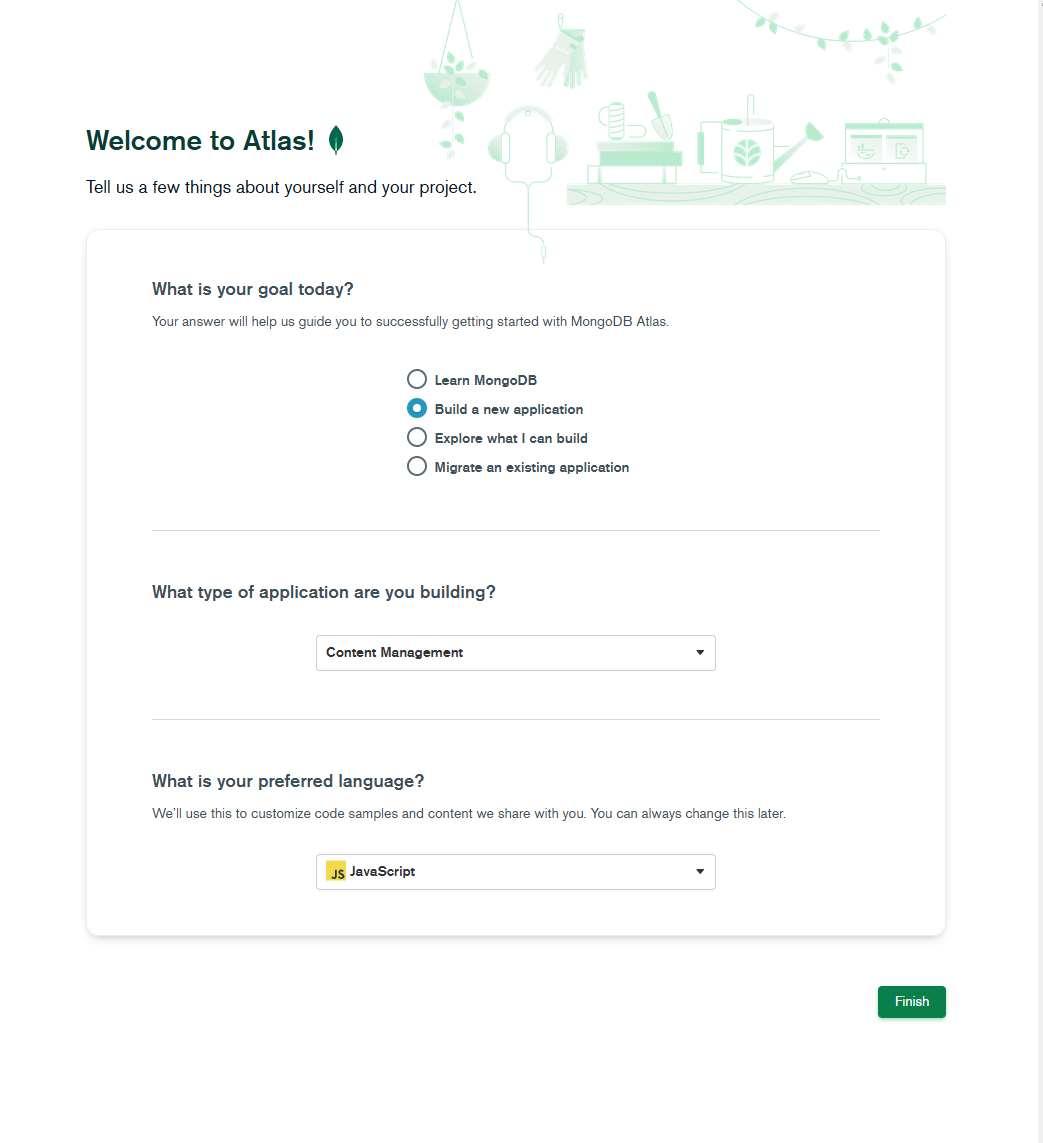 Welcome to Atlas!
Tell us a few things about yourself and your project.
What is your goal today?
Your answer will help us guide you to successfully getting started with MongoDB Atlas.
Learn MongoDB
Build a new application
Explore what I can build
Migrate an existing application
What type of application are you building?
Content Management
What is your preferred language?
We'll use this to customize code samples and content we share with you. You can always change this later.
JS JavaScript
Finish